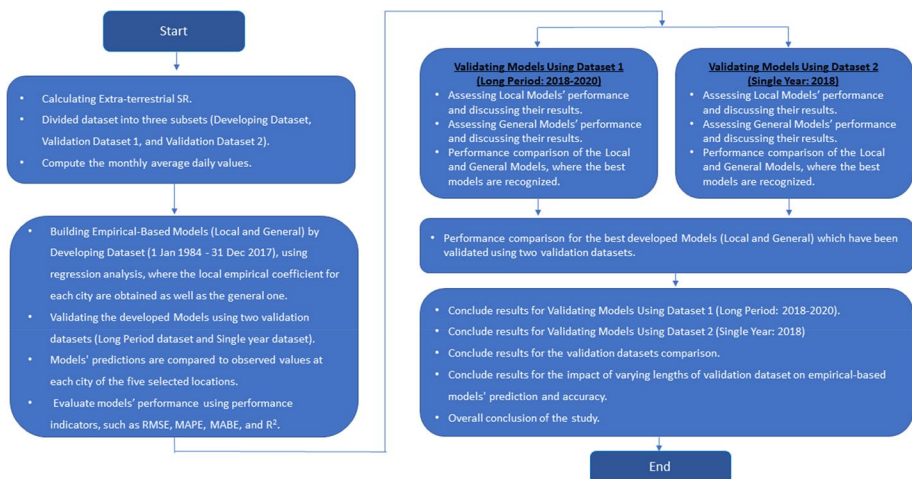 Start
• Calculating Extra-terrestrial SR.
• Divided dataset into three subsets (Developing Dataset,
Validation Dataset 1, and Validation Dataset 2).
• Compute the monthly average daily values.
• Building Empirical-Based Models (Local and General) by
Developing Dataset (1 Jan 1984 - 31 Dec 2017), using
regression analysis, where the local empirical coefficient for
each city are obtained as well as the general one.
• Validating the developed Models using two validation
datasets (Long Period dataset and Single year dataset).
• Models' predictions are compared to observed values at
each city of the five selected locations.
• Evaluate models' performance using performance
indicators, such as RMSE, MAPE, MABE, and R².
Validating Models Using Dataset 1
(Long Period: 2018-2020)
• Assessing Local Models' performance
and discussing their results.
• Assessing General Models' performance
and discussing their results.
• Performance comparison of the Local
and General Models, where the best
models are recognized.
Validating Models Using Dataset 2
(Single Year: 2018)
• Assessing Local Models' performance
and discussing their results.
• Assessing General Models' performance
and discussing their results.
• Performance comparison of the Local
and General Models, where the best
models are recognized.
• Performance comparison for the best developed Models (Local and General) which have been
validated using two validation datasets.
• Conclude results for Validating Models Using Dataset 1 (Long Period: 2018-2020).
• Conclude results for Validating Models Using Dataset 2 (Single Year: 2018)
• Conclude results for the validation datasets comparison.
• Conclude results for the impact of varying lengths of validation dataset on empirical-based
models' prediction and accuracy.
• Overall conclusion of the study.
End